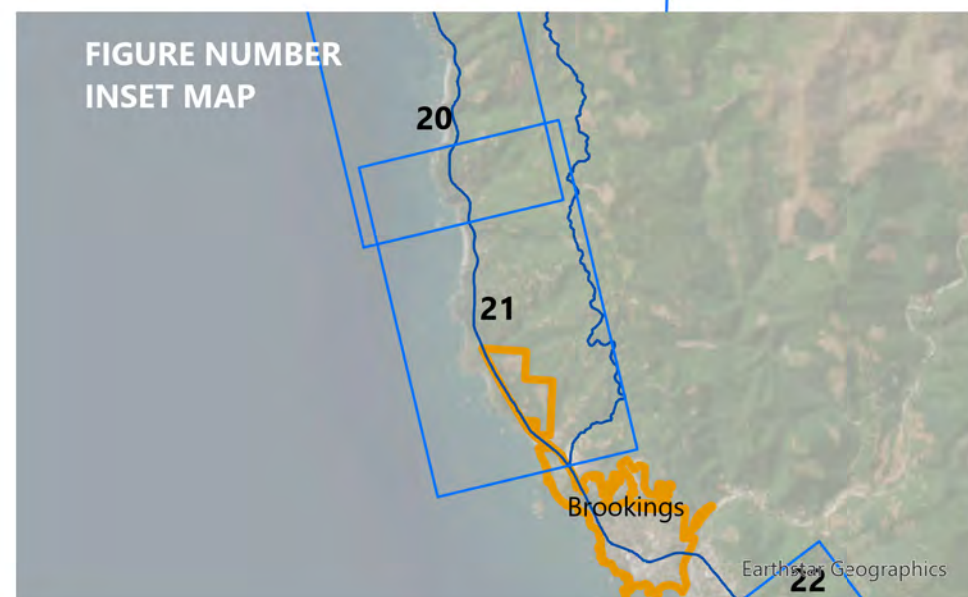 FIGURE NUMBER
INSET MAP
20
21
Brookings
Earthstar Geographics
22